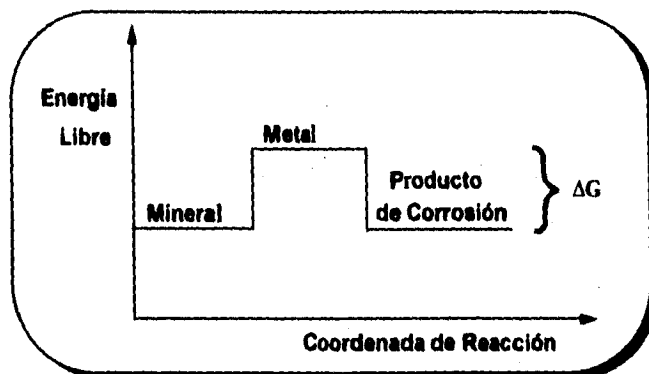 Energía
Libre
Metal
Mineral
Producto
de Corrosión
ΔG
Coordenada de Reacción